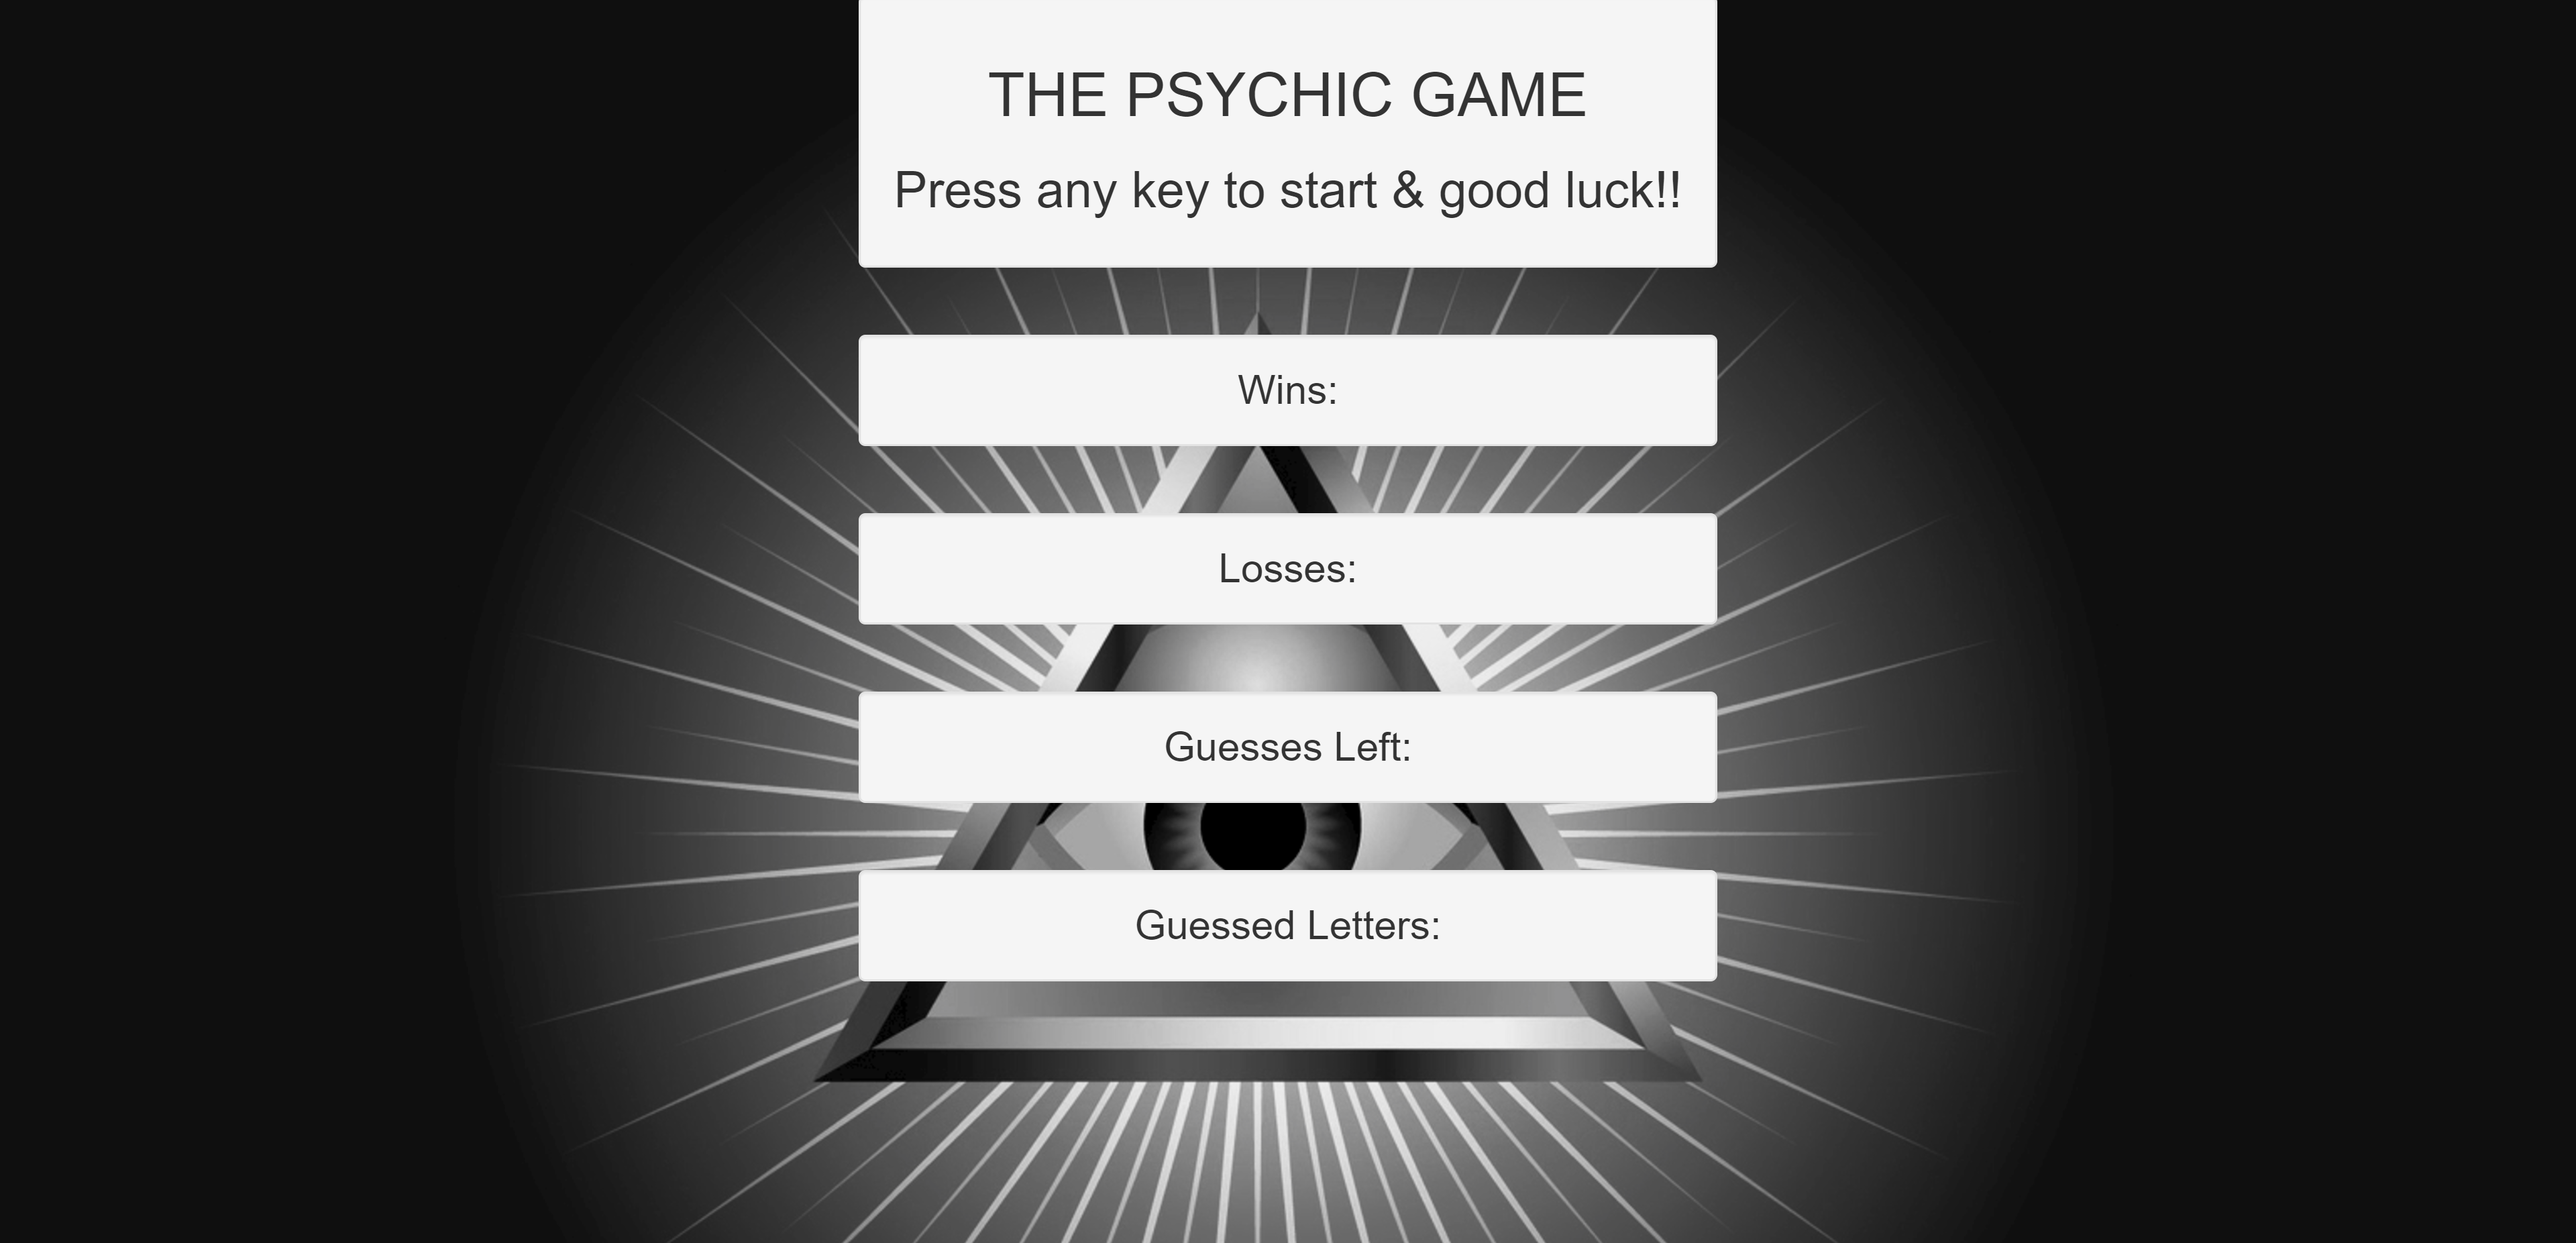 THE PSYCHIC GAME
Press any key to start & good luck!!
Wins:
Losses:
Guesses Left:
Guessed Letters: